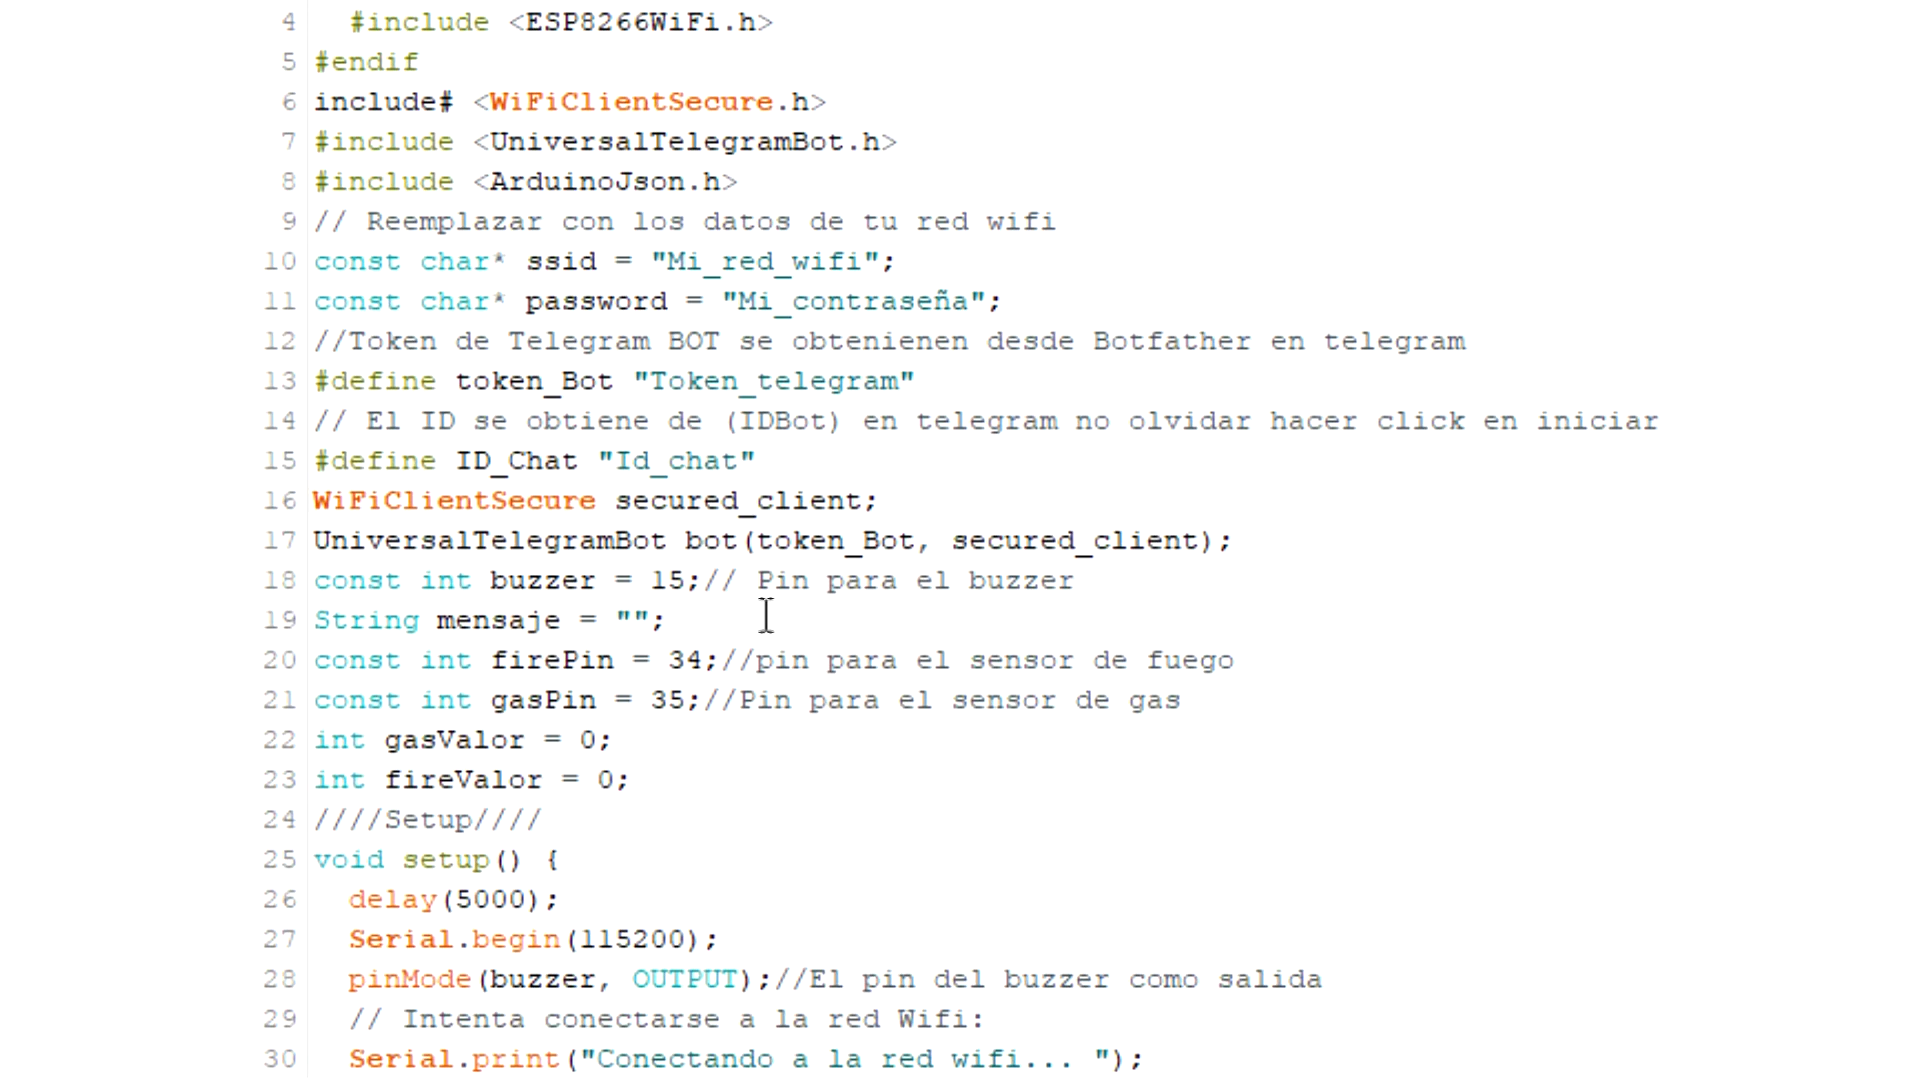 4 #include <ESP8266WiFi.h>
5 #endif
6 include# <WiFiClientSecure.h>
7 #include <UniversalTelegramBot.h>
8 #include <ArduinoJson.h>
9 // Reemplazar con los datos de tu red wifi
10 const char* ssid = "Mi_red_wifi";
11 const char* password = "Mi_contraseña";
12 //Token de Telegram BOT se obtenienen desde Botfather en telegram
13 #define token_Bot "Token_telegram"
14 // El ID se obtiene de (IDBot) en telegram no olvidar hacer click en iniciar
15 #define ID_Chat "Id_chat"
16 WiFiClientSecure secured_client;
17 UniversalTelegramBot bot(token_Bot, secured_client);
18 const int buzzer = 15;// Pin para el buzzer
19 String mensaje = "";
20 const int firePin = 34;//pin para el sensor de fuego
21 const int gasPin = 35;//Pin para el sensor de gas
22 int gasValor = 0;
23 int fireValor = 0;
24 ////Setup////
25 void setup() {
26 delay(5000);
27 Serial.begin(115200);
28 pinMode(buzzer, OUTPUT);//El pin del buzzer como salida
29 // Intenta conectarse a la red Wifi:
30 Serial.print("Conectando a la red wifi... ");